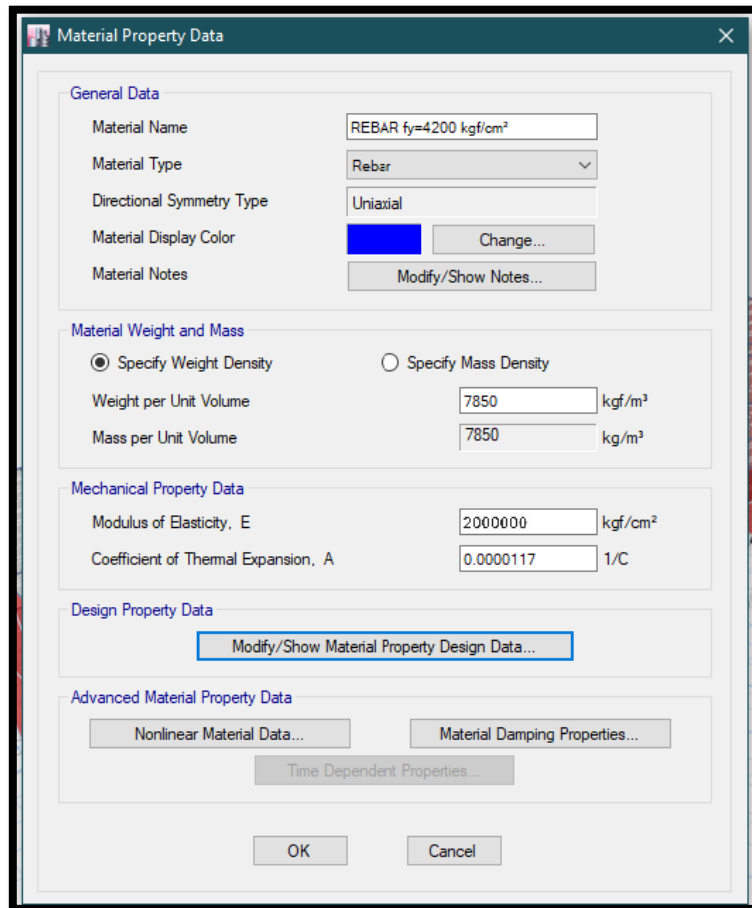 Material Property Data
General Data
Material Name REBAR fy=4200 kgf/cm²
Material Type Rebar
Directional Symmetry Type Uniaxial
Material Display Color Change...
Material Notes Modify/Show Notes...
Material Weight and Mass
Specify Weight Density Specify Mass Density
Weight per Unit Volume 7850 kgf/m³
Mass per Unit Volume 7850 kg/m³
Mechanical Property Data
Modulus of Elasticity, E 2000000 kgf/cm²
Coefficient of Thermal Expansion, A 0.0000117 1/C
Design Property Data
Modify/Show Material Property Design Data...
Advanced Material Property Data
Nonlinear Material Data... Material Damping Properties...
Time Dependent Properties...
OK Cancel